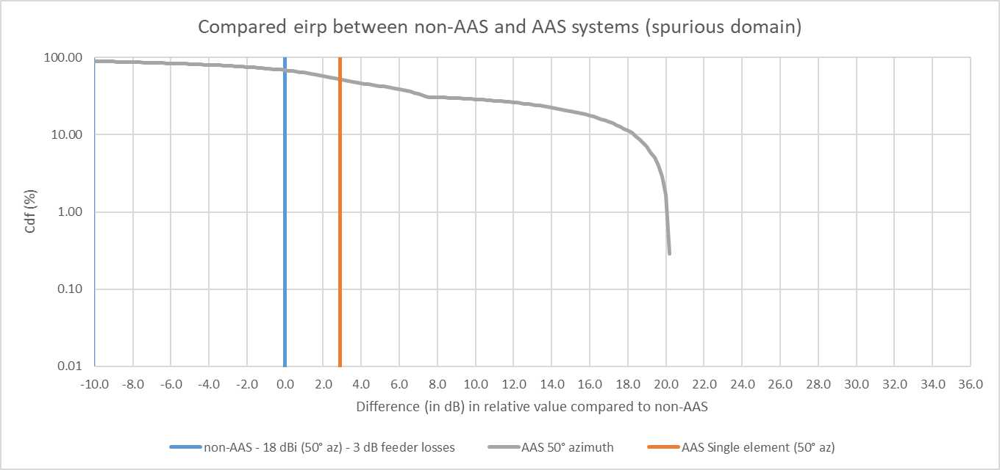 Compared eirp between non-AAS and AAS systems (spurious domain)
100.00
10.00
1.00
0.10
0.01
Cdf (%)
-10.0 -8.0 -6.0 -4.0 -2.0 0.0 2.0 4.0 6.0 8.0 10.0 12.0 14.0 16.0 18.0 20.0 22.0 24.0 26.0 28.0 30.0 32.0 34.0 36.0
Difference (in dB) in relative value compared to non-AAS
non-AAS - 18 dBi (50° az) - 3 dB feeder losses AAS 50° azimuth AAS Single element (50° az)